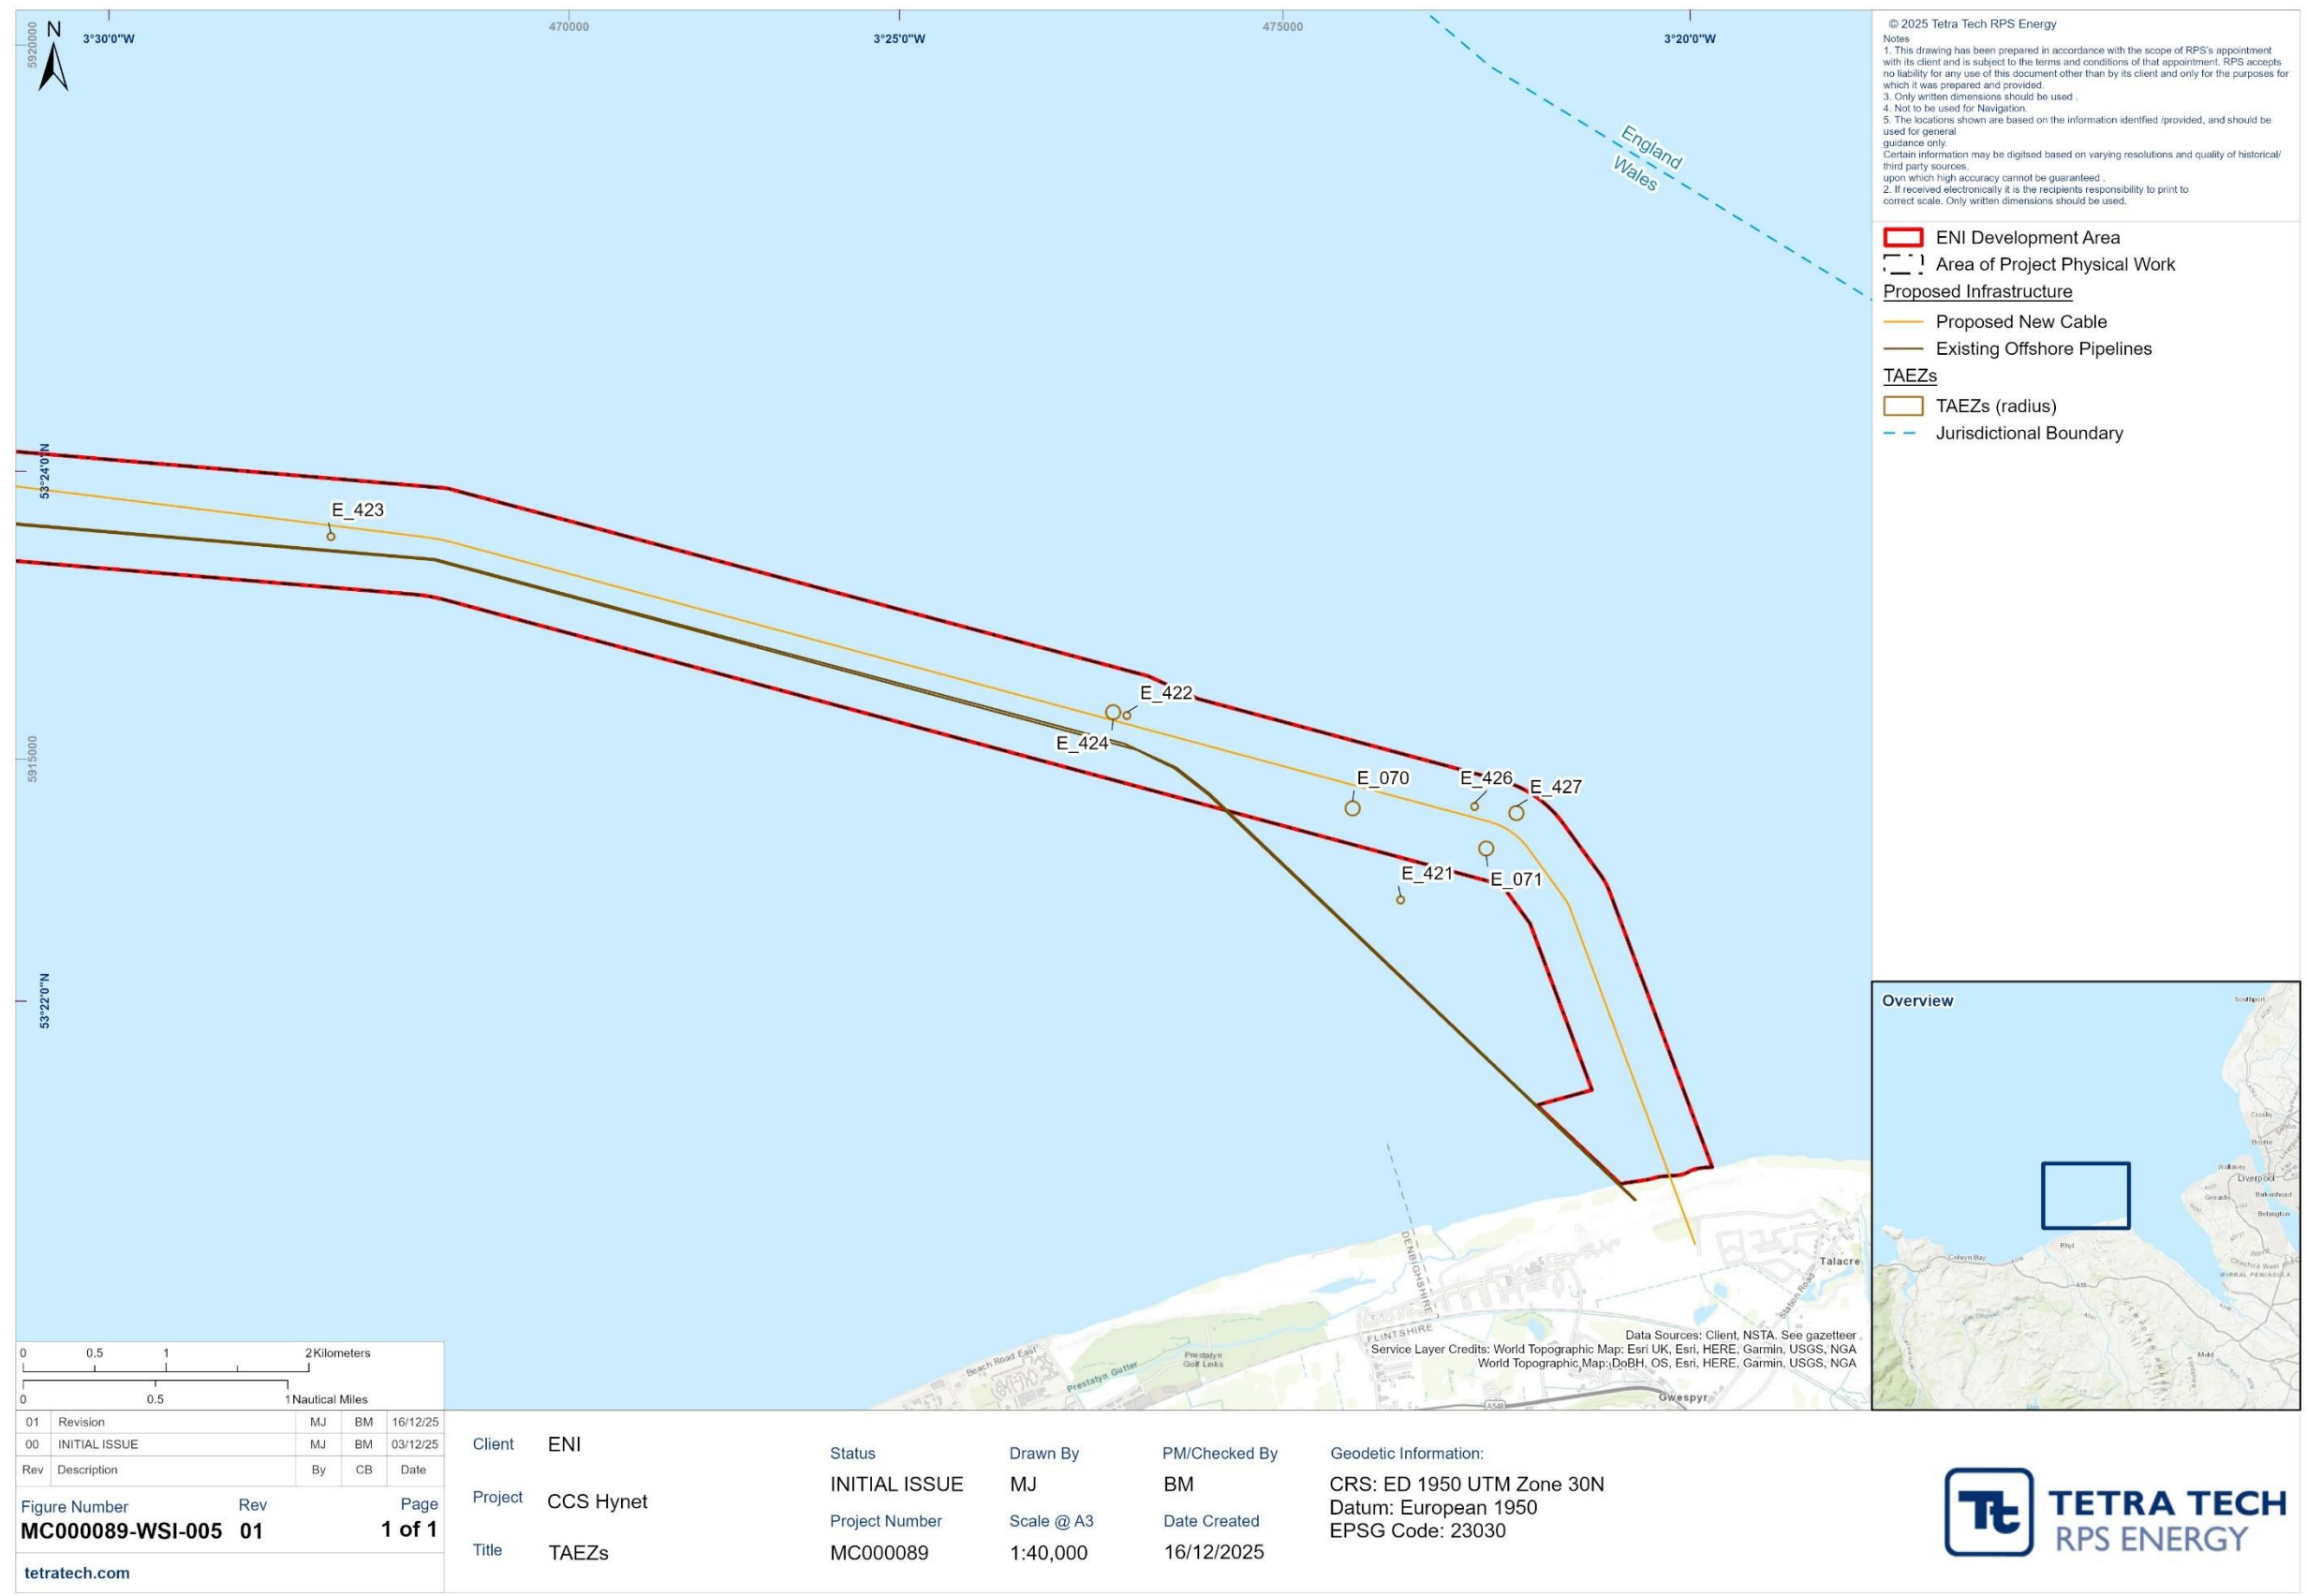 N
3°30'0"W
470000
3°25'0"W
475000
3°20'0"W
5920000
53°24'0"N
5915000
53°22'0"N
England
Wales
E_423
E_422
E_424
E_070
E_426
E_427
E_421
E_071
DENBIGHSHIRE
FLINTSHIRE
Talacre
Station Road
Beach Road East
Prestatyn Gutter
Prestatyn
Golf Links
A548
Gwespyr
Data Sources: Client, NSTA. See gazetteer
Service Layer Credits: World Topographic Map: Esri UK, Esri, HERE, Garmin, USGS, NGA
World Topographic Map: DoBH, OS, Esri, HERE, Garmin, USGS, NGA
© 2025 Tetra Tech RPS Energy
Notes
1. This drawing has been prepared in accordance with the scope of RPS's appointment
with its client and is subject to the terms and conditions of that appointment. RPS accepts
no liability for any use of this document other than by its client and only for the purposes for
which it was prepared and provided.
3. Only written dimensions should be used .
4. Not to be used for Navigation.
5. The locations shown are based on the information identfied /provided, and should be
used for general
guidance only.
Certain information may be digitsed based on varying resolutions and quality of historical/
third party sources,
upon which high accuracy cannot be guaranteed .
2. If received electronically it is the recipients responsibility to print to
correct scale. Only written dimensions should be used.
ENI Development Area
Area of Project Physical Work
Proposed Infrastructure
Proposed New Cable
Existing Offshore Pipelines
TAEZs
TAEZs (radius)
Jurisdictional Boundary
Overview
Southport
Crosby
Bootle
Wallasey
Liverpool
Greasby
Birkenhead
Bebington
Rhyl
Colwyn Bay
WIRRAL PENINSULA
Mold
0 0.5 1 2 Kilometers
0 0.5 1 Nautical Miles
01 Revision MJ BM 16/12/25
00 INITIAL ISSUE MJ BM 03/12/25
Rev Description By CB Date
Figure Number Rev Page
MC000089-WSI-005 01 1 of 1
tetratech.com
Client ENI
Project CCS Hynet
Title TAEZs
Status Drawn By PM/Checked By
INITIAL ISSUE MJ BM
Project Number Scale @ A3 Date Created
MC000089 1:40,000 16/12/2025
Geodetic Information:
CRS: ED 1950 UTM Zone 30N
Datum: European 1950
EPSG Code: 23030
Tt
TETRA TECH
RPS ENERGY